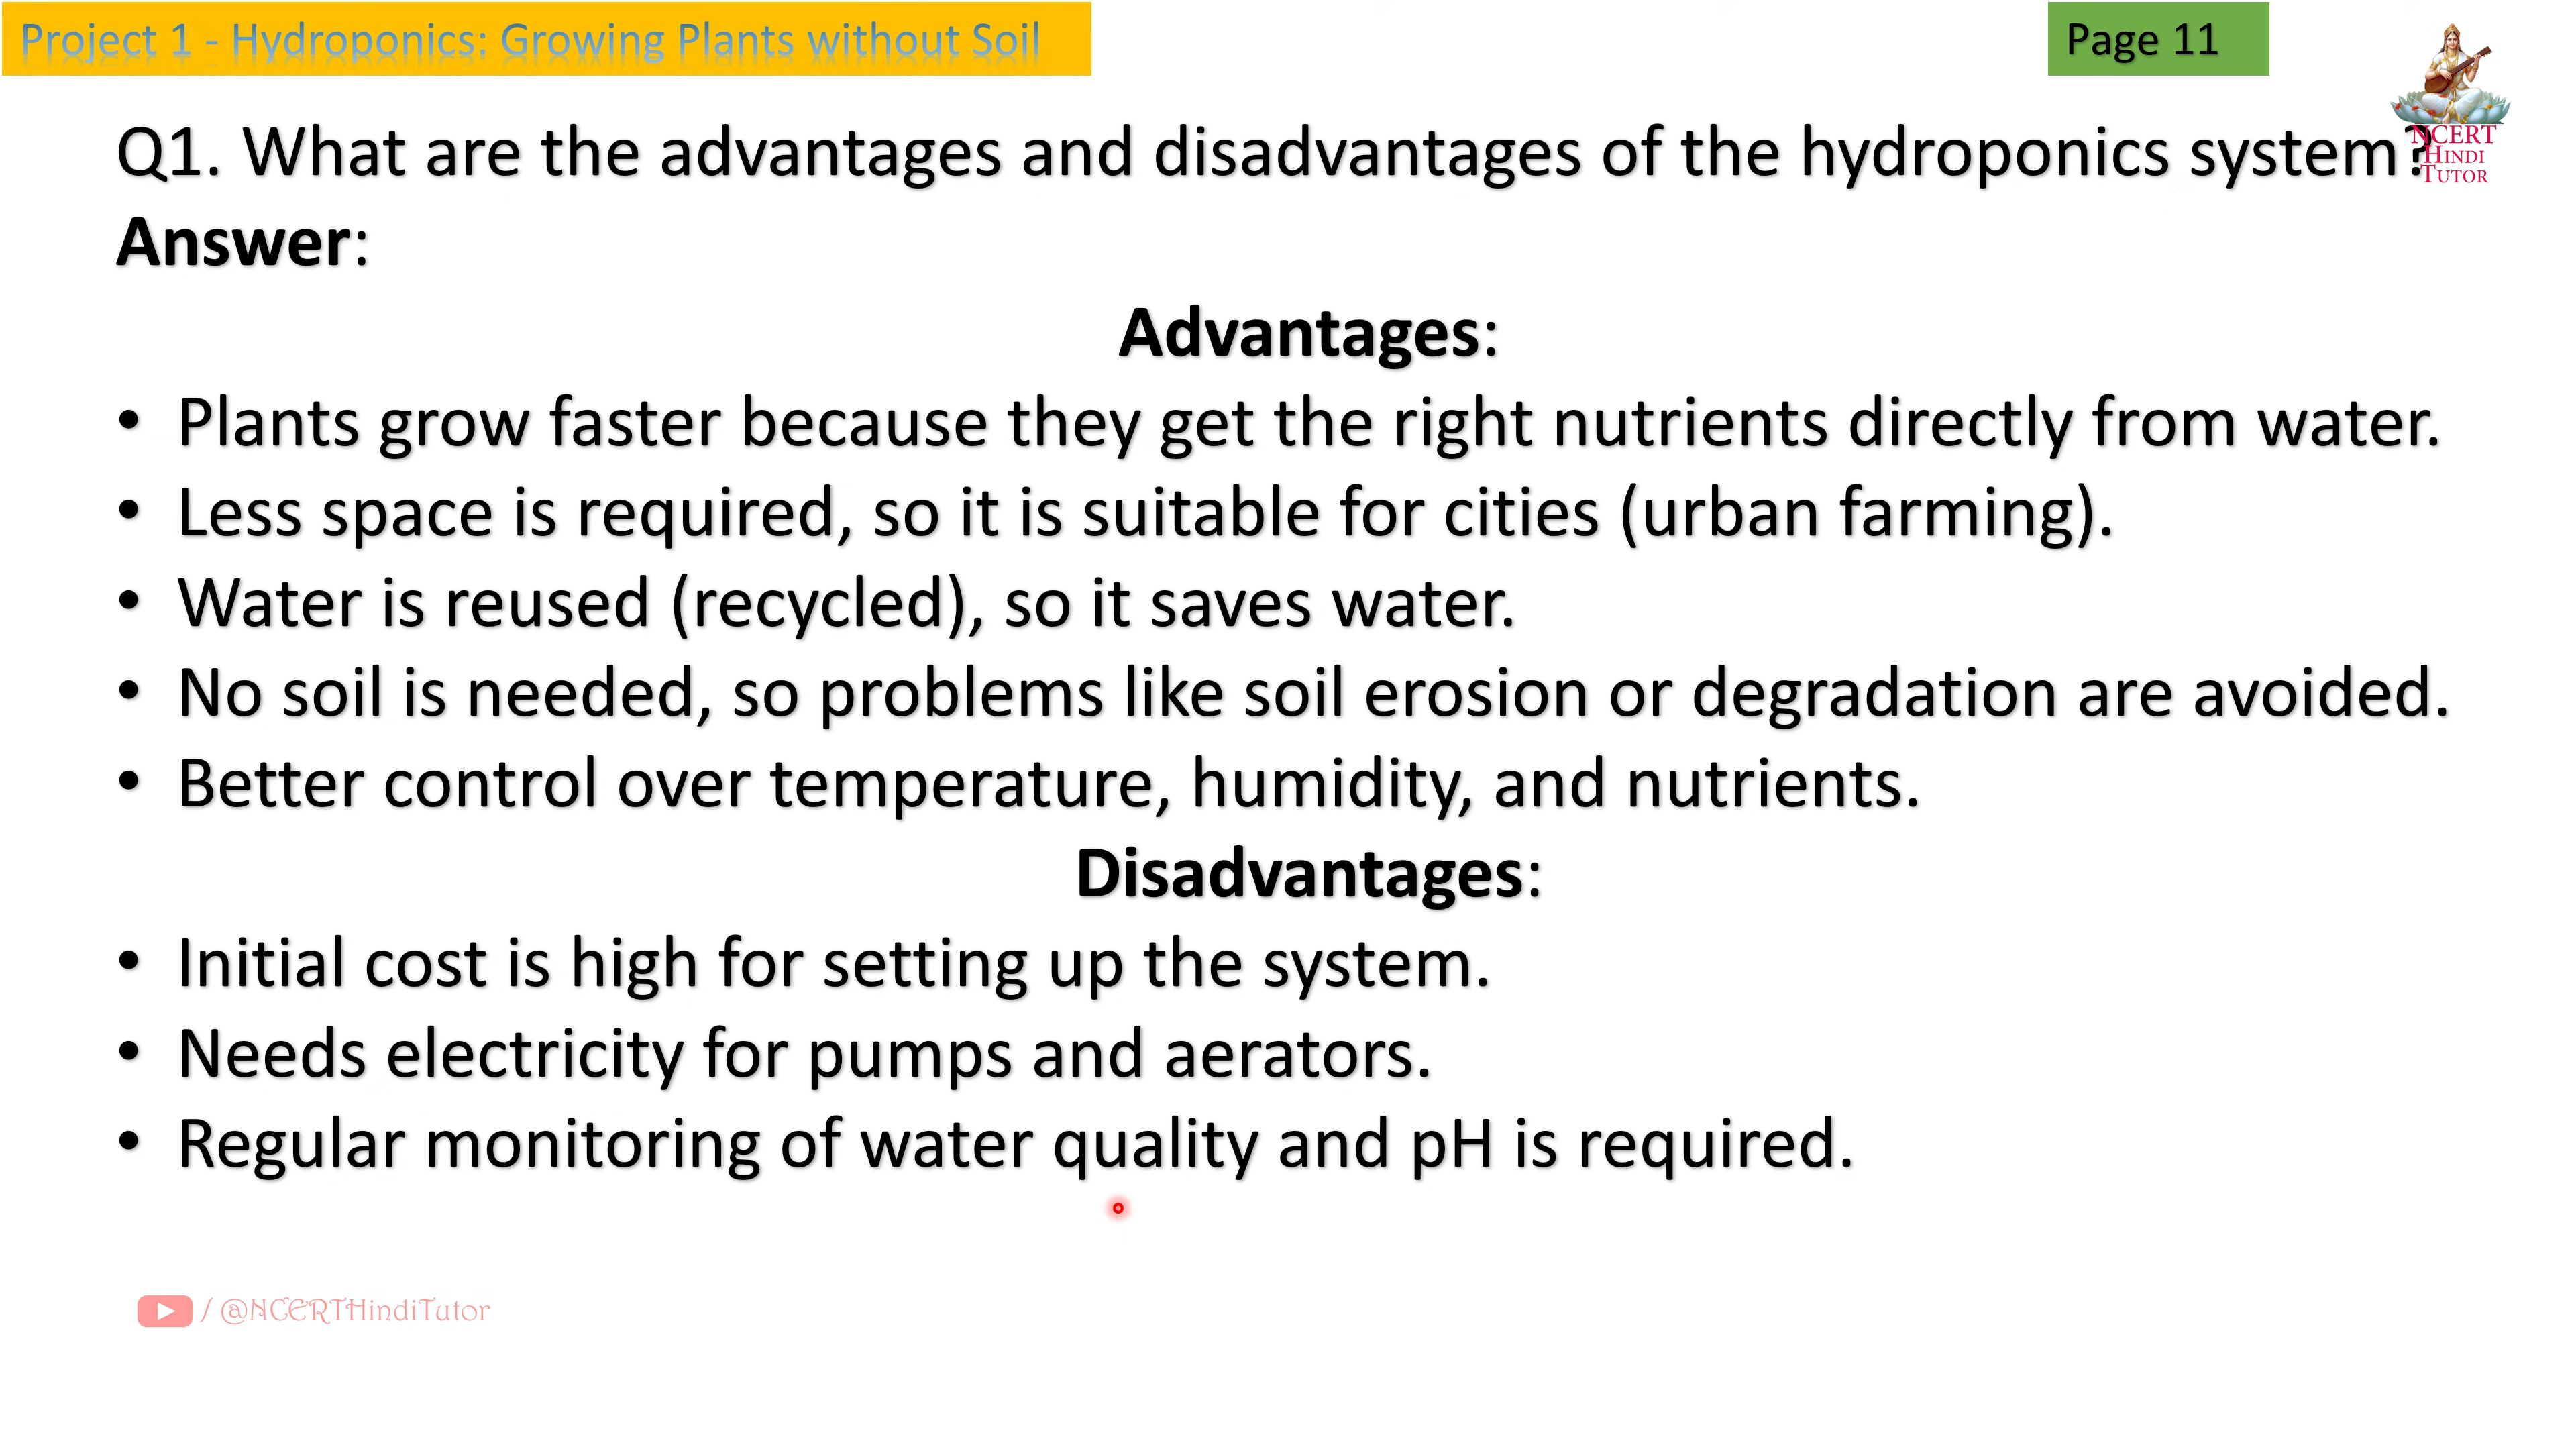 Project 1 - Hydroponics: Growing Plants without Soil
Page 11
Q1. What are the advantages and disadvantages of the hydroponics system?
NCERT
HINDI
TUTOR
Answer:
Advantages:
• Plants grow faster because they get the right nutrients directly from water.
• Less space is required, so it is suitable for cities (urban farming).
• Water is reused (recycled), so it saves water.
• No soil is needed, so problems like soil erosion or degradation are avoided.
• Better control over temperature, humidity, and nutrients.
Disadvantages:
• Initial cost is high for setting up the system.
• Needs electricity for pumps and aerators.
• Regular monitoring of water quality and pH is required.
/ @NCERTHindiTutor